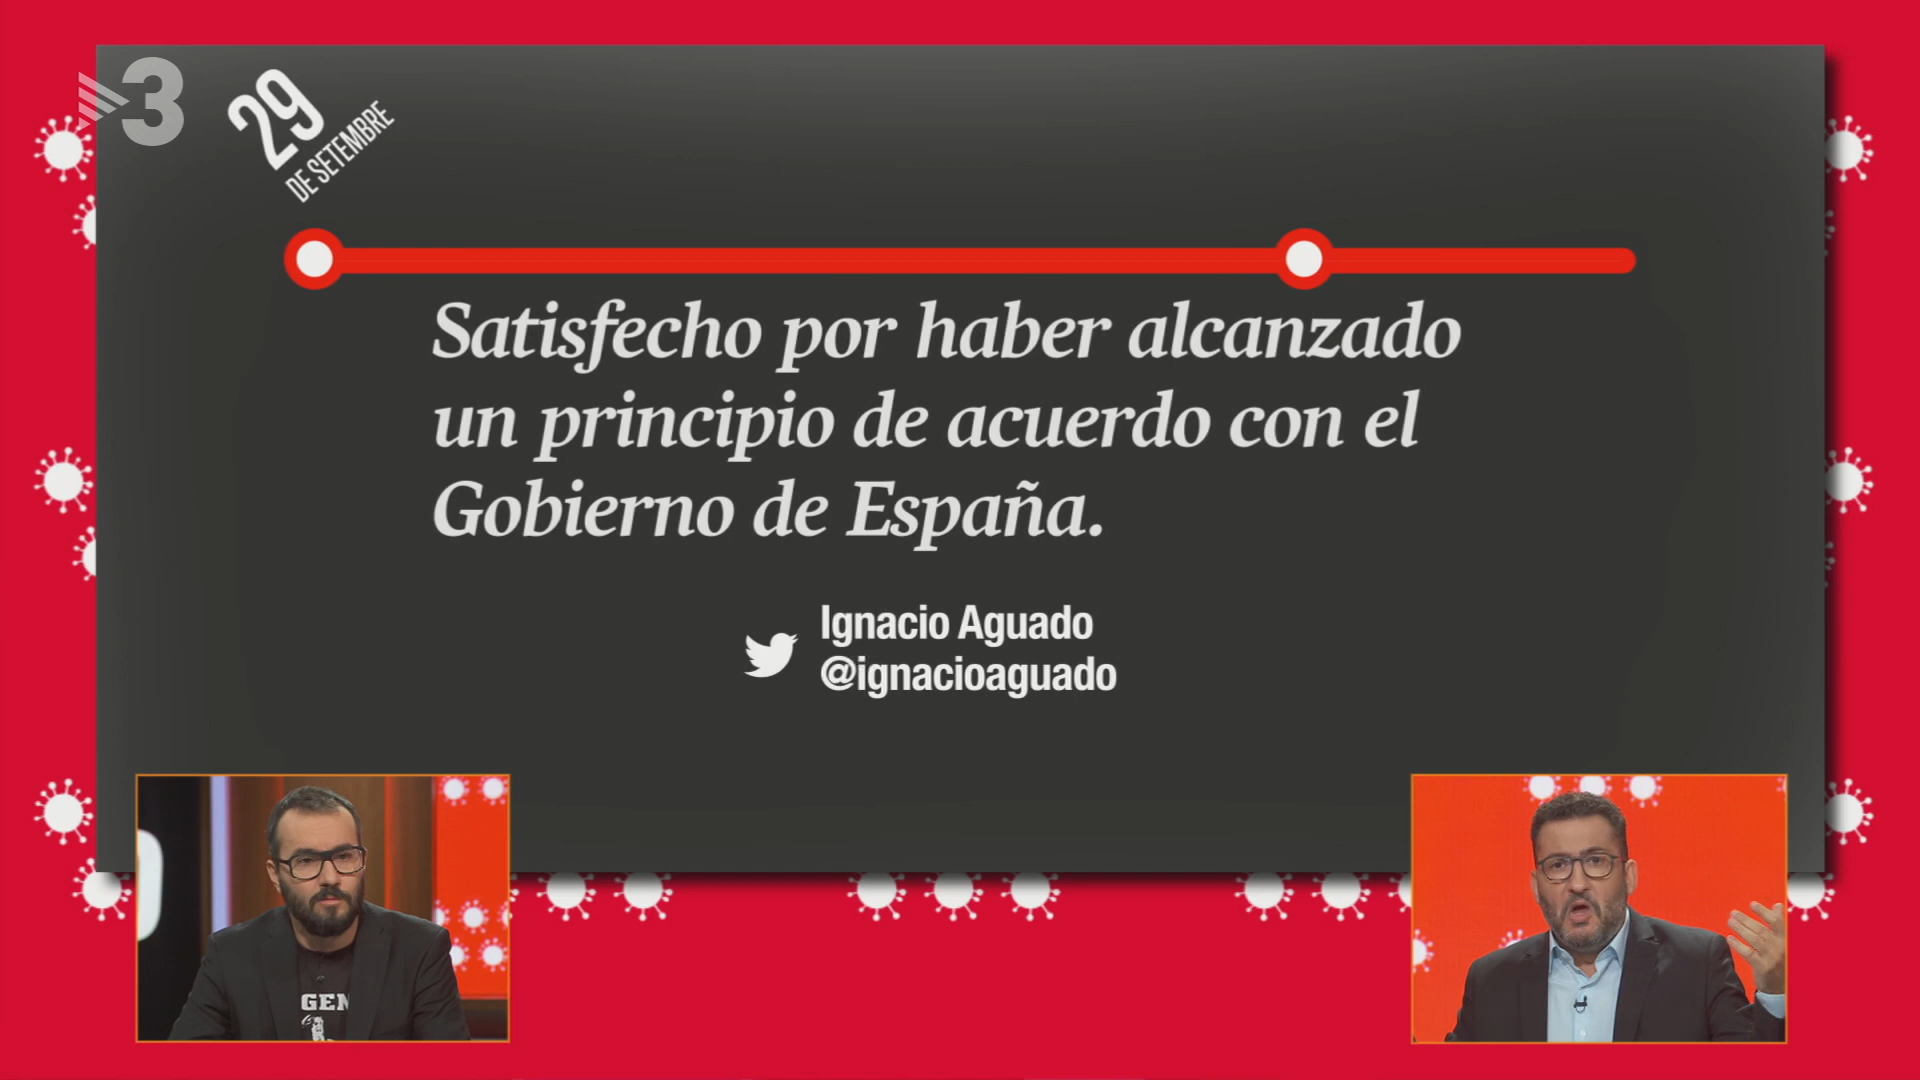 3
29
DE SETEMBRE
Satisfecho por haber alcanzado
un principio de acuerdo con el
Gobierno de España.
Ignacio Aguado
@ignacioaguado
GEN